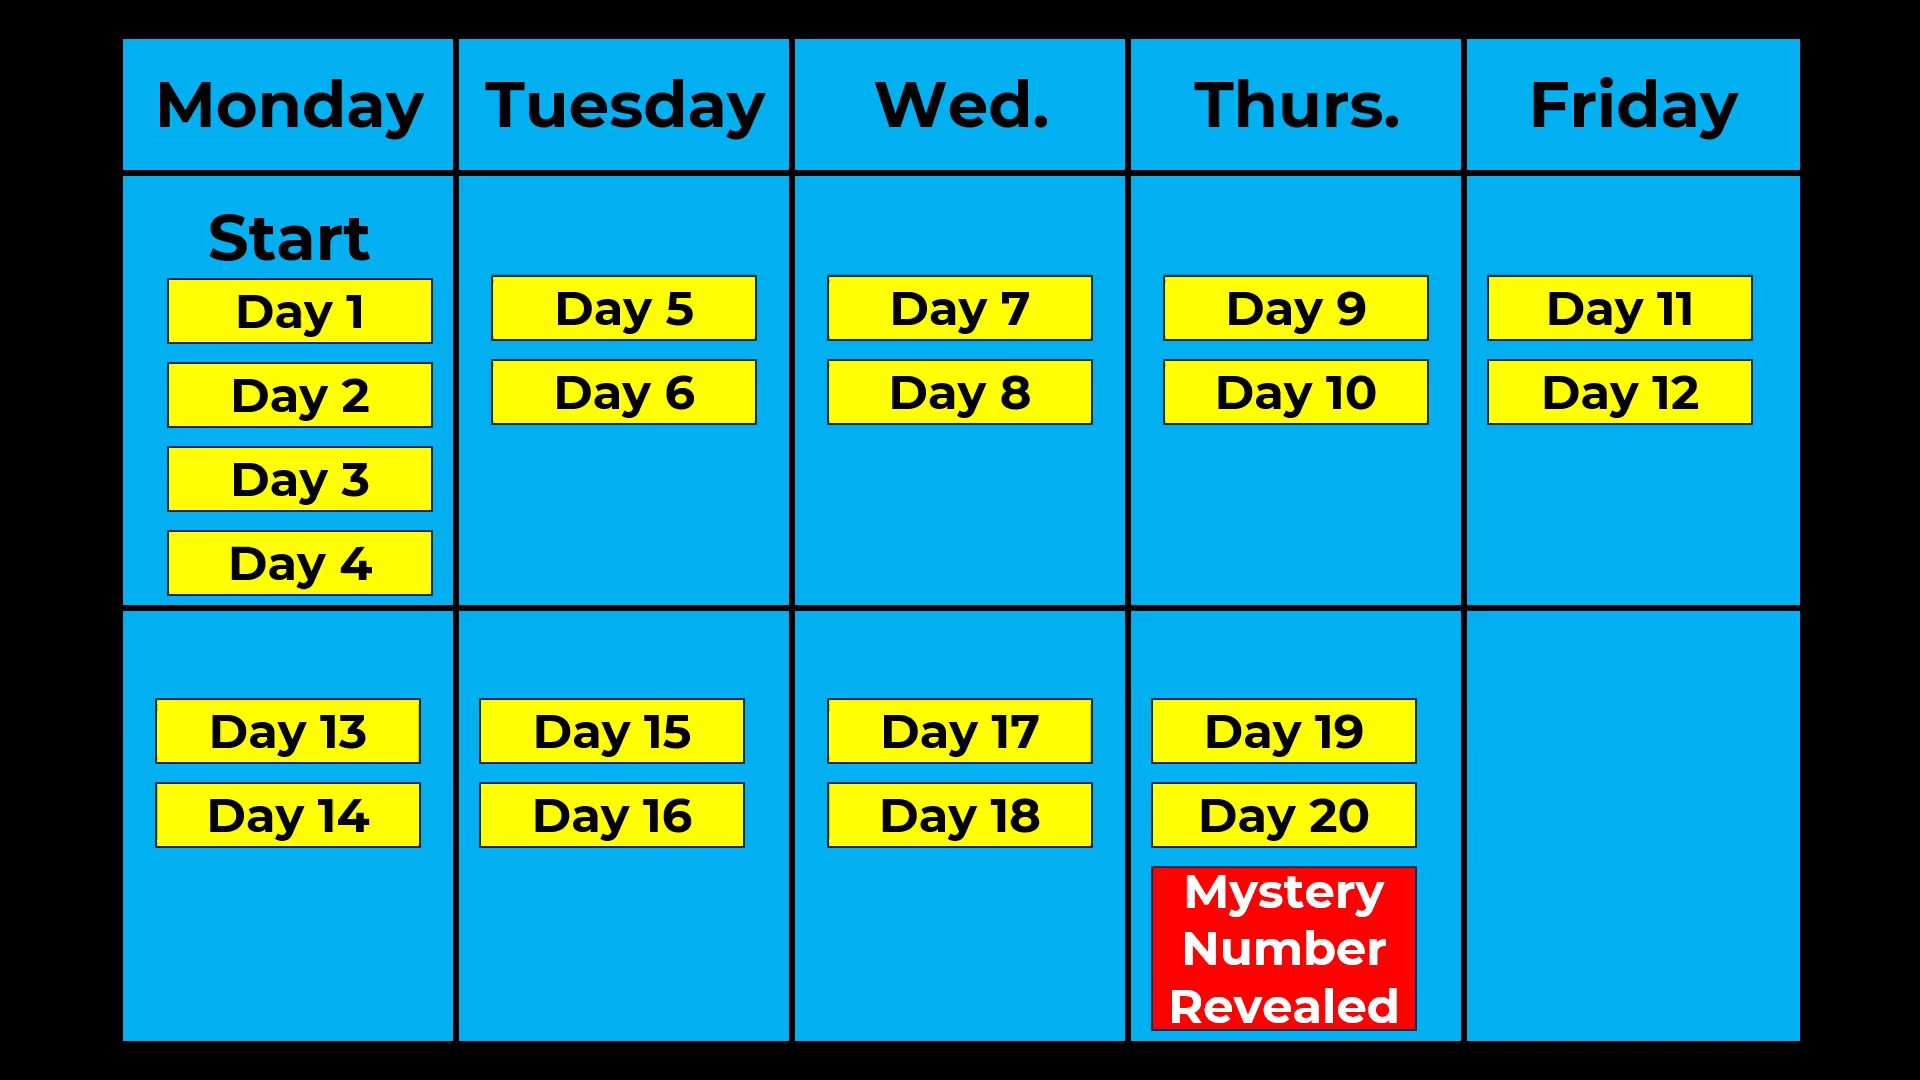 Monday
Tuesday
Wed.
Thurs.
Friday
Start
Day 1
Day 2
Day 3
Day 4
Day 5
Day 6
Day 7
Day 8
Day 9
Day 10
Day 11
Day 12
Day 13
Day 14
Day 15
Day 16
Day 17
Day 18
Day 19
Day 20
Mystery
Number
Revealed